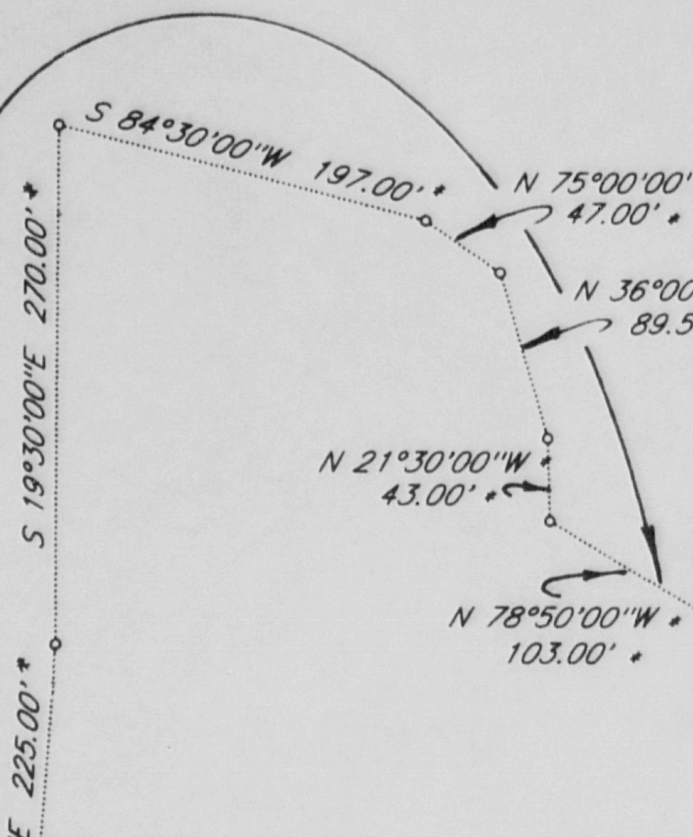 S 84°30'00"W 197.00' *
N 75°00'00'
47.00' *
N 36°00
89.5
S 19°30'00"E 270.00' *
N 21°30'00"W *
43.00' *
N 78°50'00"W *
103.00' *
E 225.00' *